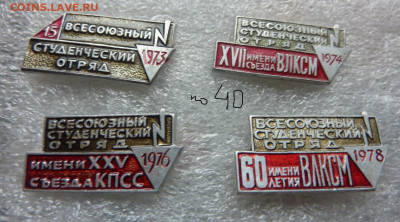 COINS.LAVE.RU
ВСЕСОЮЗНЫЙ
СТУДЕНЧЕСКИЙ
ОТРЯД
15
1973
ВСЕСОЮЗНЫЙ
СТУДЕНЧЕСКИЙ
ОТРЯД
XVII ИМЕНИ
СЪЕЗДА ВЛКСМ
1974
по 40
ВСЕСОЮЗНЫЙ
СТУДЕНЧЕСКИЙ
ОТРЯД
1976
ИМЕНИ XXV
СЪЕЗДА КПСС
ВСЕСОЮЗНЫЙ
СТУДЕНЧЕСКИЙ
ОТРЯД
1978
60 ИМЕНИ
ЛЕТИЯ ВЛКСМ